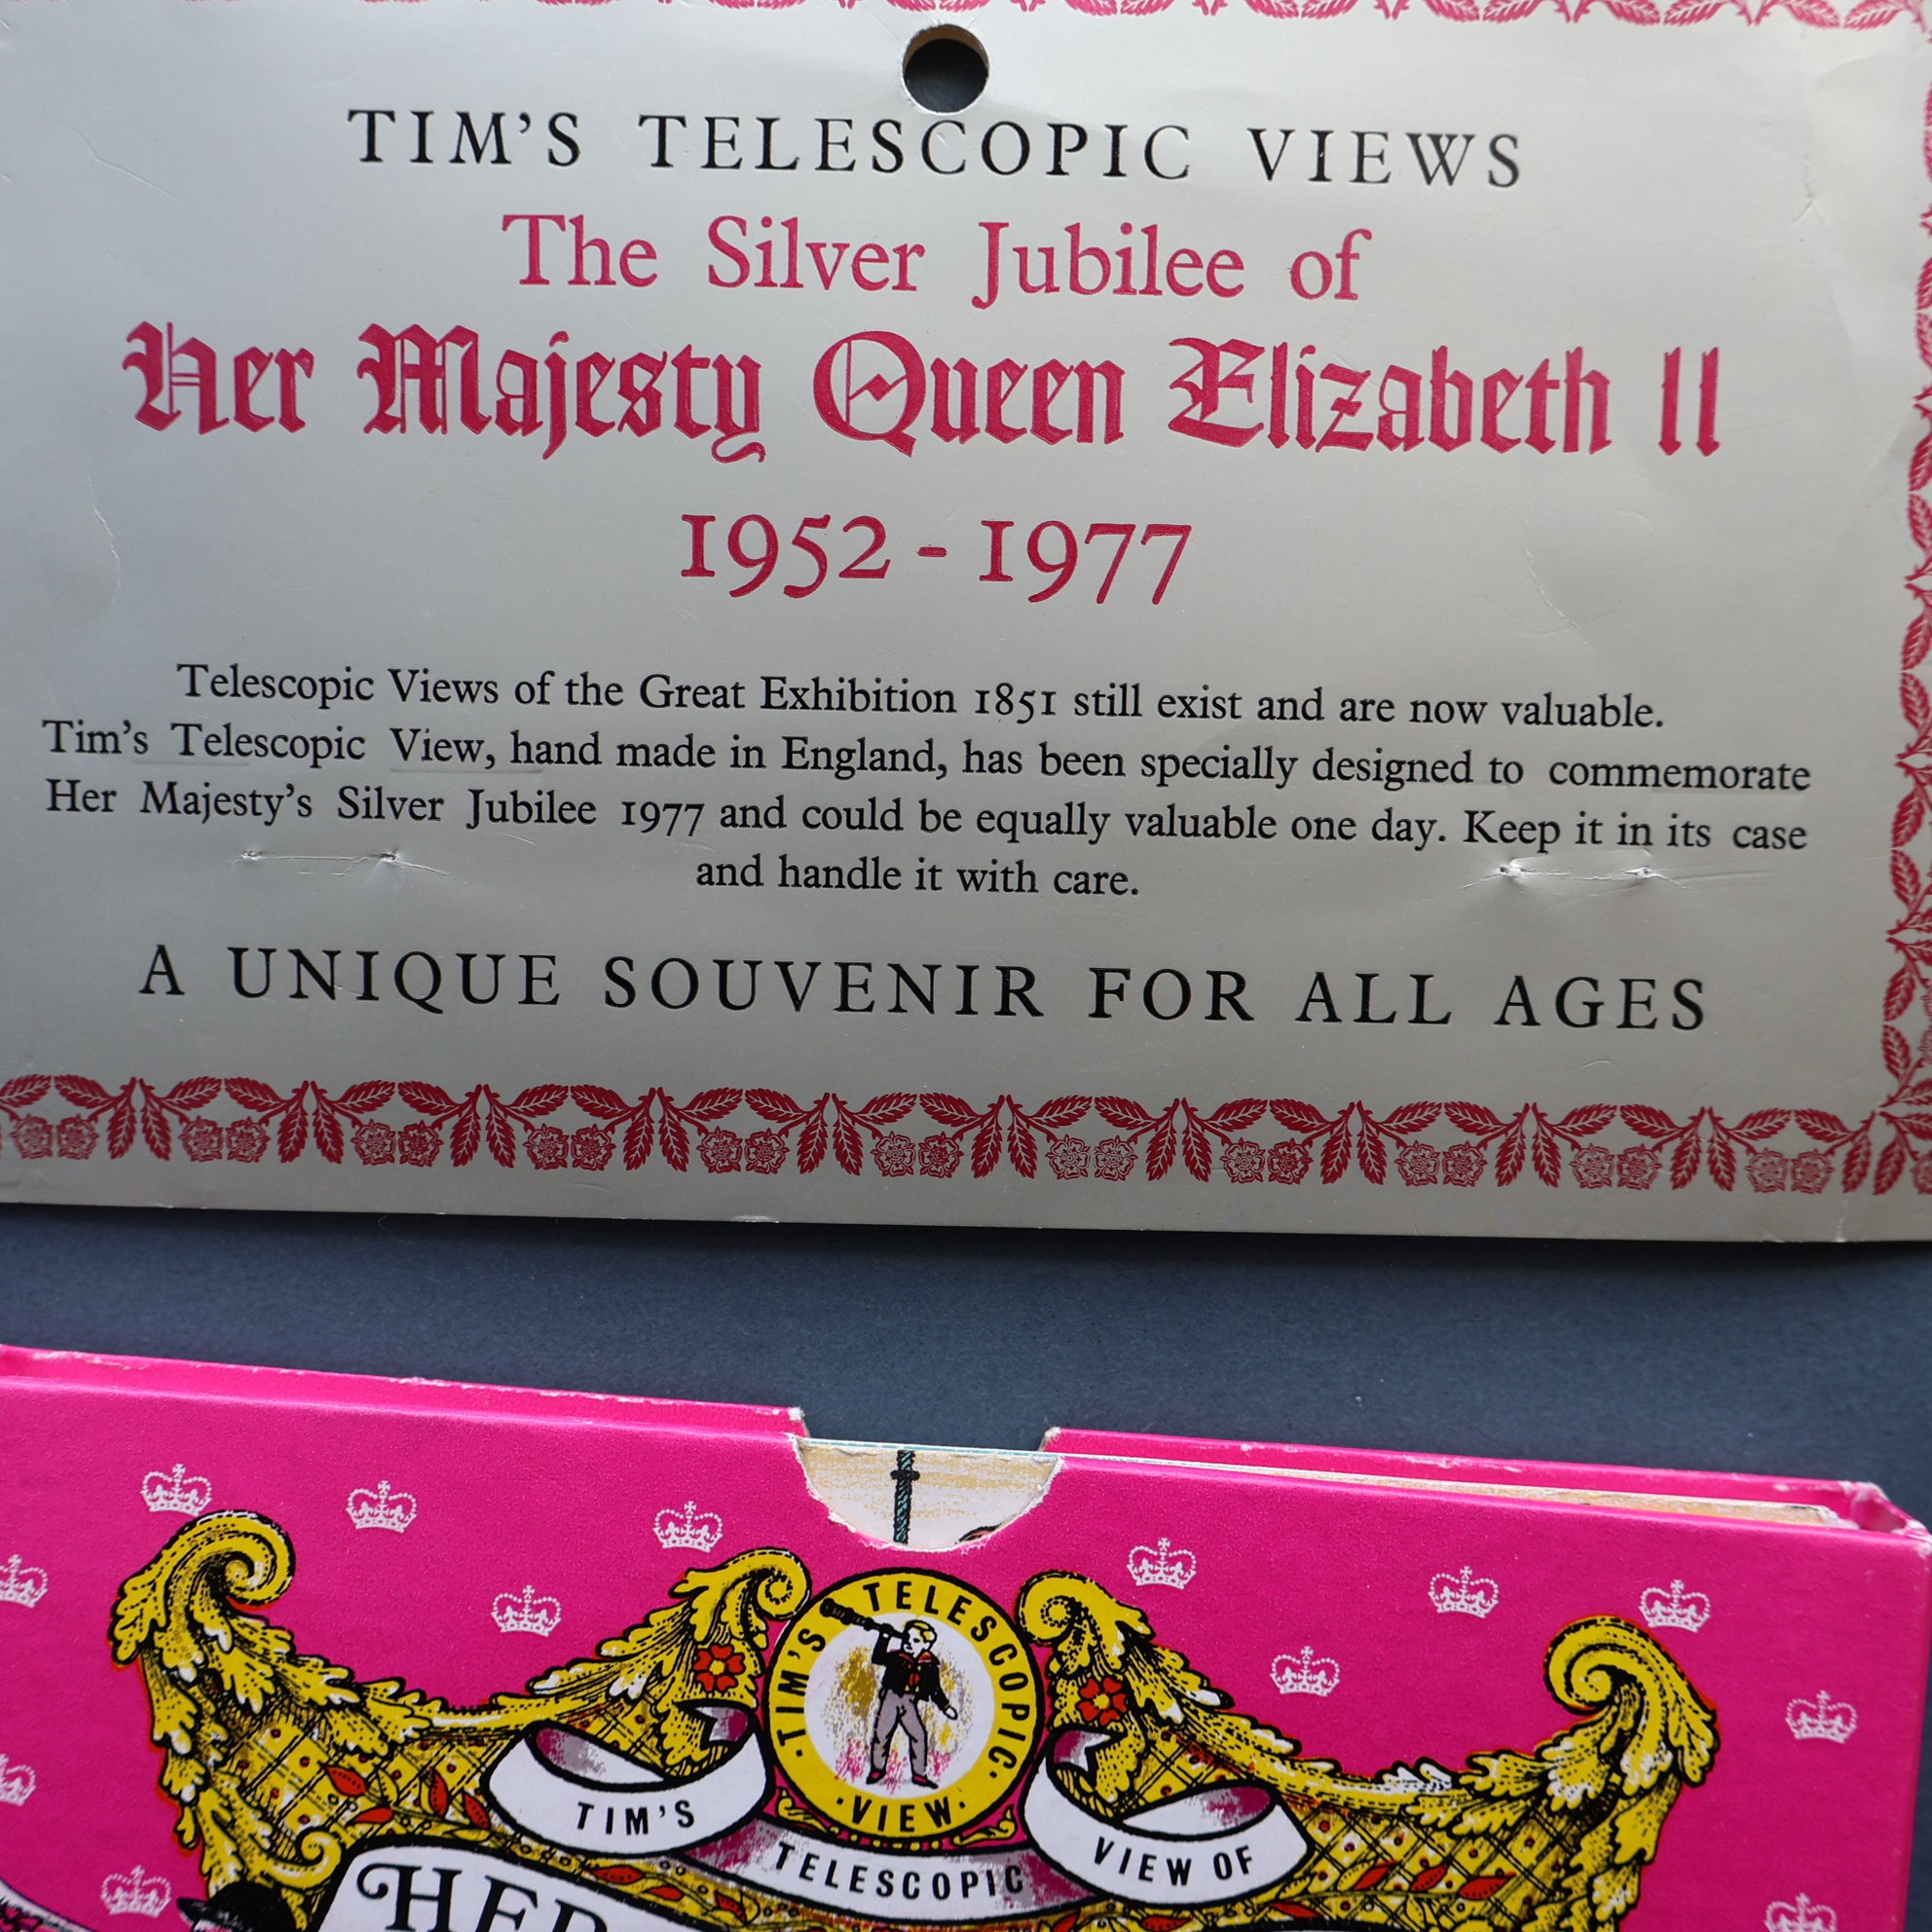 TIM'S TELESCOPIC VIEWS
The Silver Jubilee of
Her Majesty Queen Elizabeth II
1952 - 1977
Telescopic Views of the Great Exhibition 1851 still exist and are now valuable.
Tim's Telescopic View, hand made in England, has been specially designed to commemorate
Her Majesty's Silver Jubilee 1977 and could be equally valuable one day. Keep it in its case
and handle it with care.
A UNIQUE SOUVENIR FOR ALL AGES
· TIM'S TELESCOPIC · VIEW ·
TIM'S TELESCOPIC VIEW OF
HER